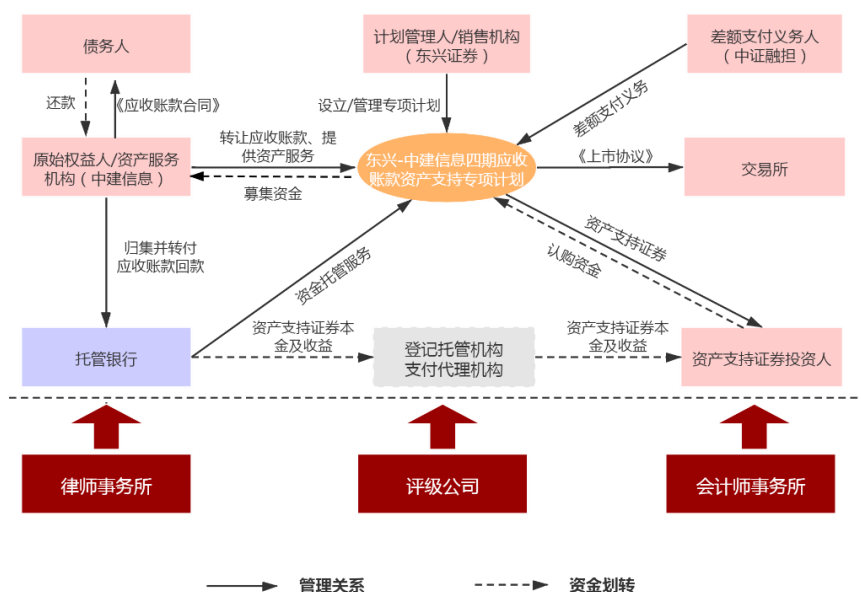 债务人
计划管理人/销售机构
（东兴证券）
差额支付义务人
（中证融担）
还款
《应收账款合同》
设立/管理专项计划
差额支付义务
原始权益人/资产服务
机构（中建信息）
转让应收账款、提
供资产服务
募集资金
东兴-中建信息四期应收
账款资产支持专项计划
《上市协议》
交易所
归集并转付
应收账款回款
资金托管服务
资产支持证券
认购资金
托管银行
资产支持证券本
金及收益
登记托管机构
支付代理机构
资产支持证券本
金及收益
资产支持证券投资人
律师事务所
评级公司
会计师事务所
管理关系
资金划转